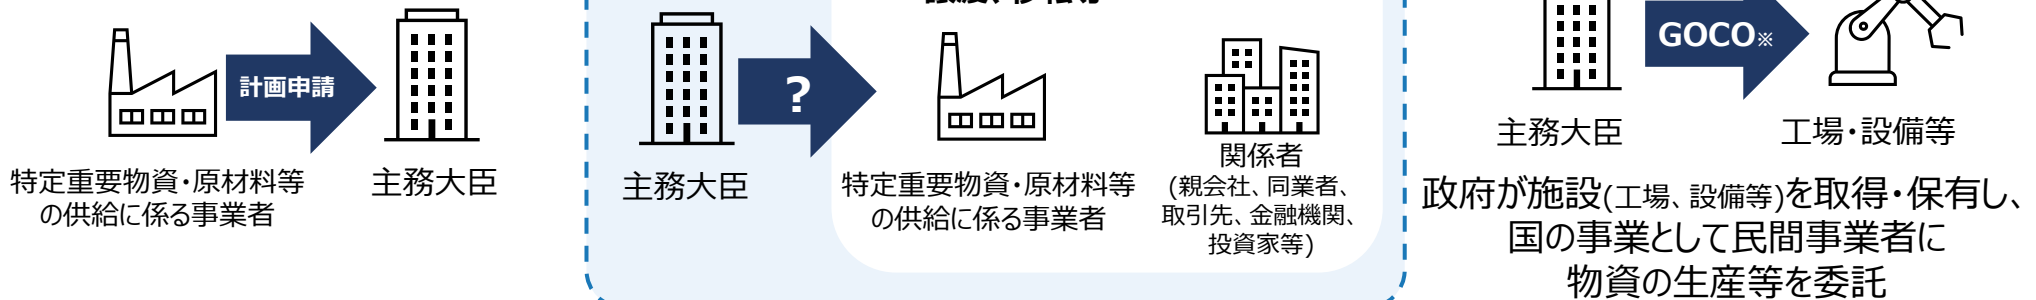 計画申請
特定重要物資・原材料等
の供給に係る事業者
主務大臣
?
主務大臣
特定重要物資・原材料等
の供給に係る事業者
関係者
(親会社、同業者、
取引先、金融機関、
投資家等)
GOCO※
主務大臣
工場・設備等
政府が施設(工場、設備等)を取得・保有し、
国の事業として民間事業者に
物資の生産等を委託